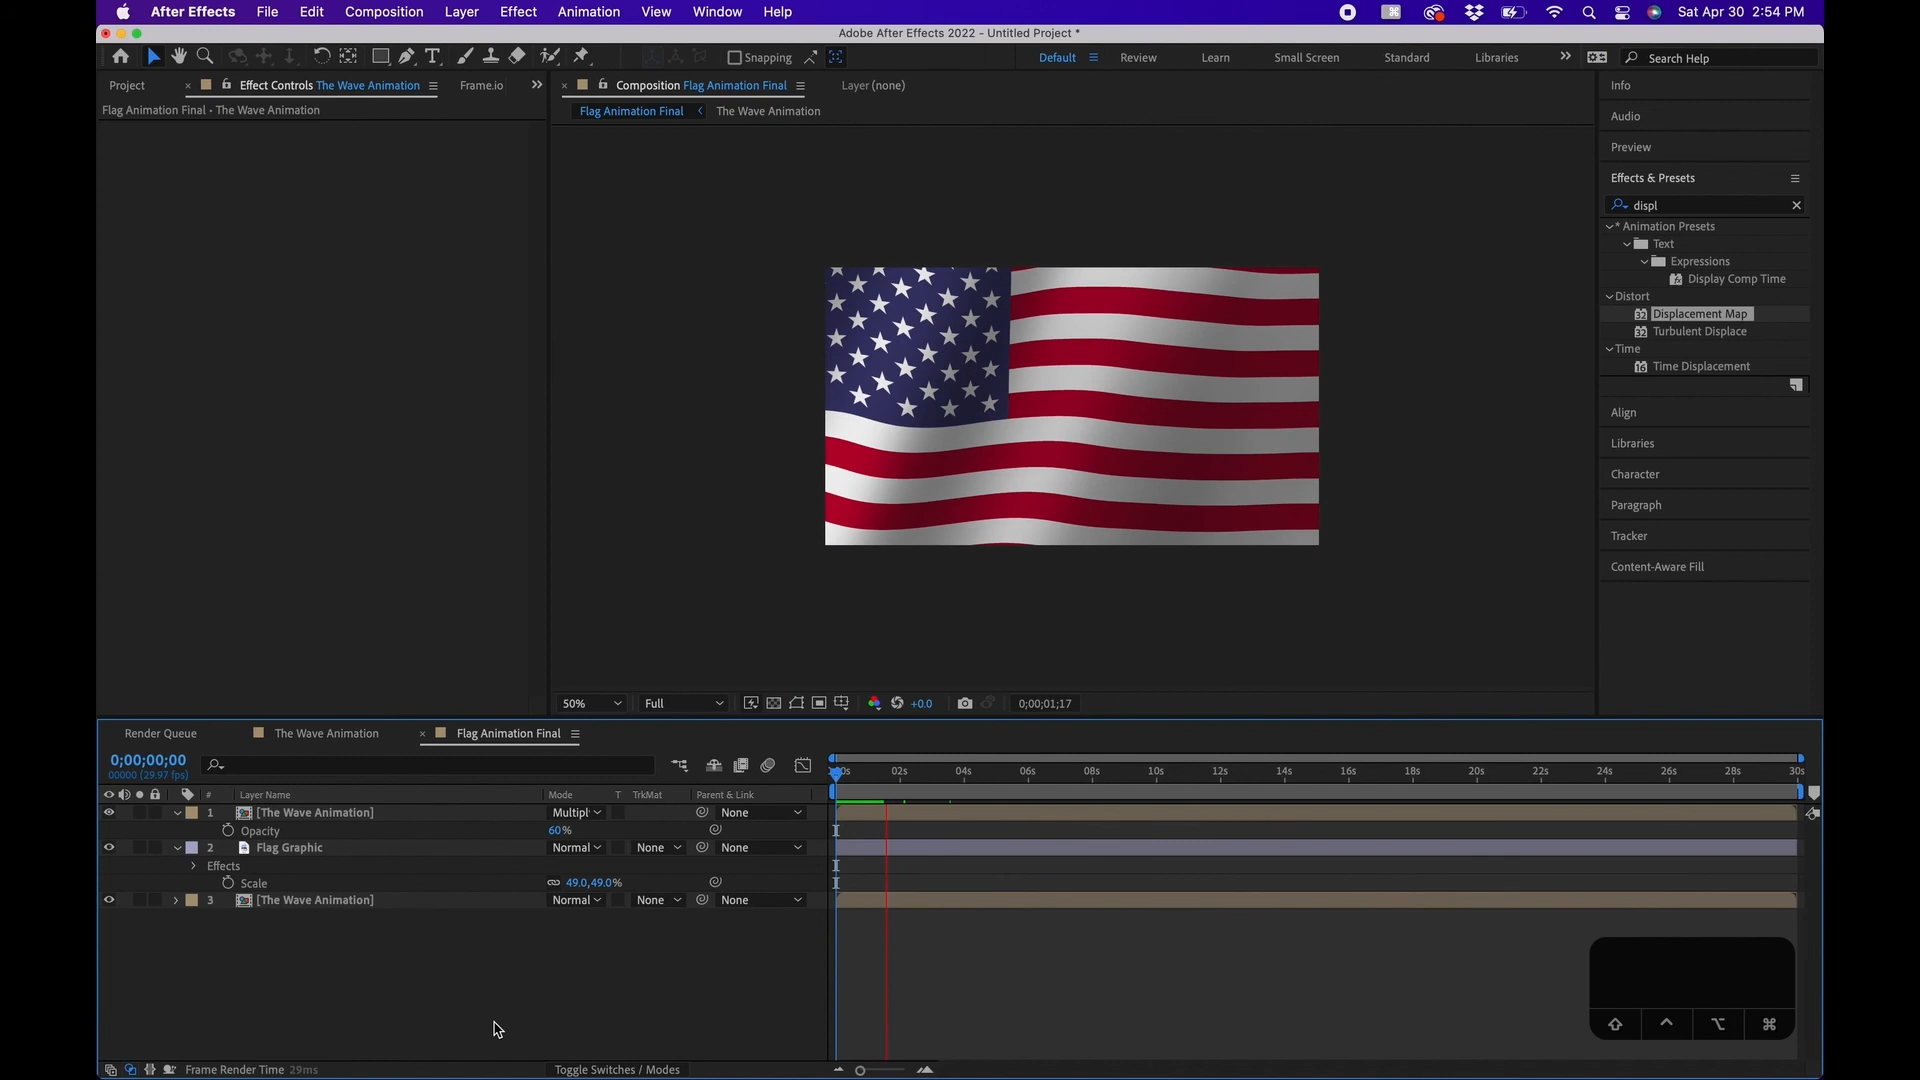 After Effects File Edit Composition Layer Effect Animation View Window Help Sat Apr 30 2:54 PM
Adobe After Effects 2022 - Untitled Project *
Snapping Default Review Learn Small Screen Standard Libraries Search Help
Project Effect Controls The Wave Animation Frame.io Composition Flag Animation Final Layer (none)
Flag Animation Final • The Wave Animation
Flag Animation Final The Wave Animation
Info
Audio
Preview
Effects & Presets
displ
* Animation Presets
Text
Expressions
Display Comp Time
Distort
32 Displacement Map
32 Turbulent Displace
Time
16 Time Displacement
Align
Libraries
Character
Paragraph
Tracker
Content-Aware Fill
50% Full +0.0 0;00;01;17
Render Queue The Wave Animation Flag Animation Final
0;00;00;00
00000 (29.97 fps)
02s 04s 06s 08s 10s 12s 14s 16s 18s 20s 22s 24s 26s 28s 30s
# Layer Name Mode T TrkMat Parent & Link
1 [The Wave Animation] Multipl None
Opacity 60%
2 Flag Graphic Normal None None
Effects
Scale 49.0,49.0%
3 [The Wave Animation] Normal None None
Frame Render Time 29ms Toggle Switches / Modes